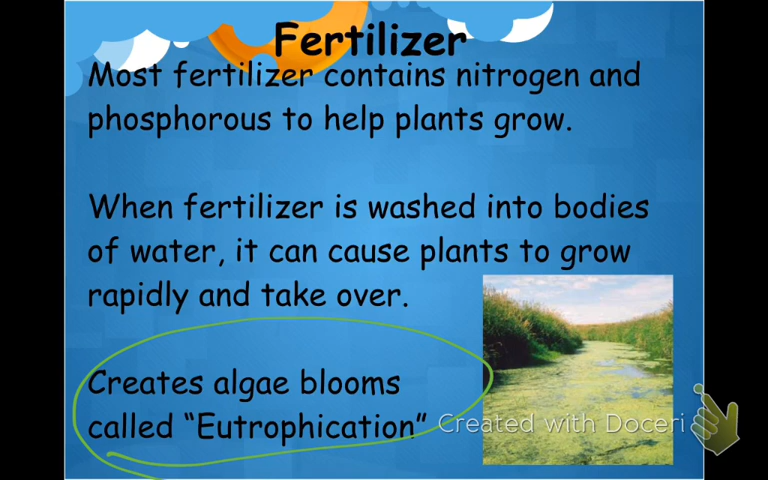 Fertilizer
Most fertilizer contains nitrogen and
phosphorous to help plants grow.
When fertilizer is washed into bodies
of water, it can cause plants to grow
rapidly and take over.
Creates algae blooms
called “Eutrophication”
Created with Doceri